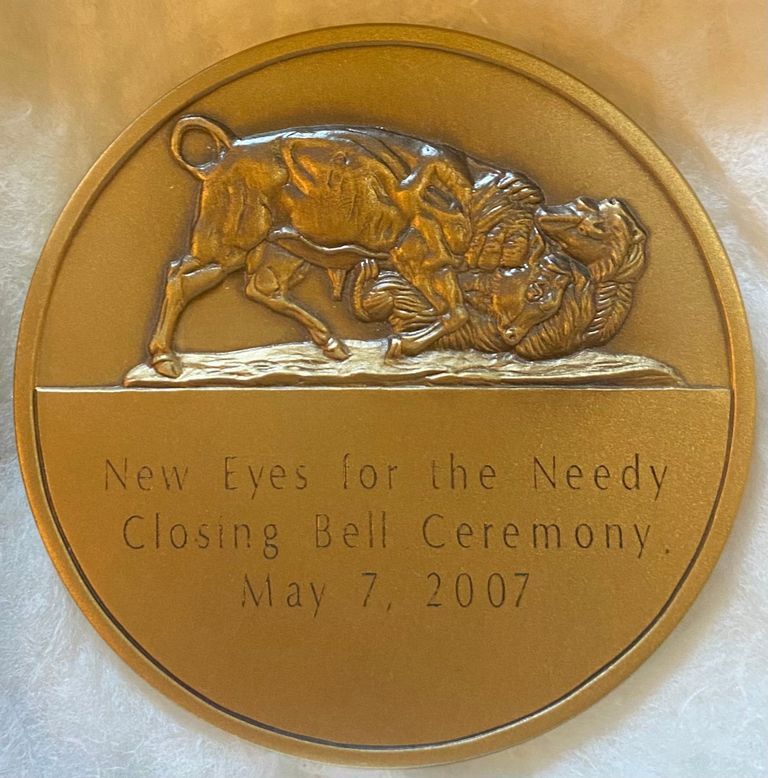 New Eyes for the Needy
Closing Bell Ceremony
May 7, 2007